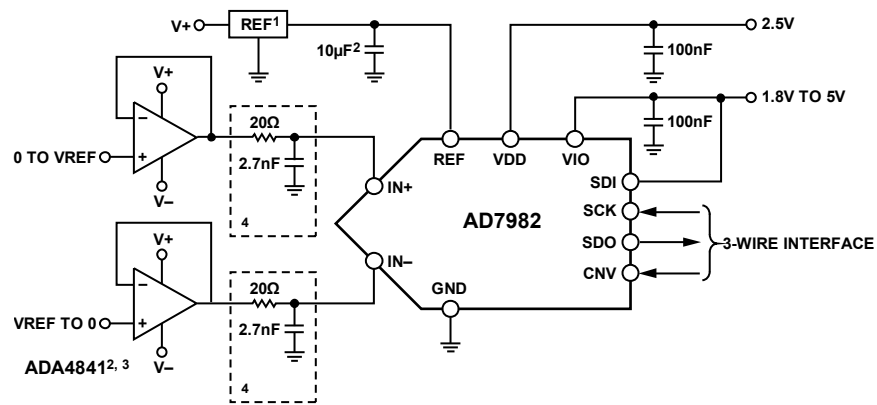 V+ REF1 10µF2 100nF 2.5V
1.8V TO 5V
100nF
V+
20Ω
2.7nF
0 TO VREF
V–
4
REF VDD VIO
IN+
SDI
SCK
SDO
CNV
AD7982
3-WIRE INTERFACE
IN–
GND
V+
20Ω
2.7nF
VREF TO 0
V–
ADA48412, 3
4